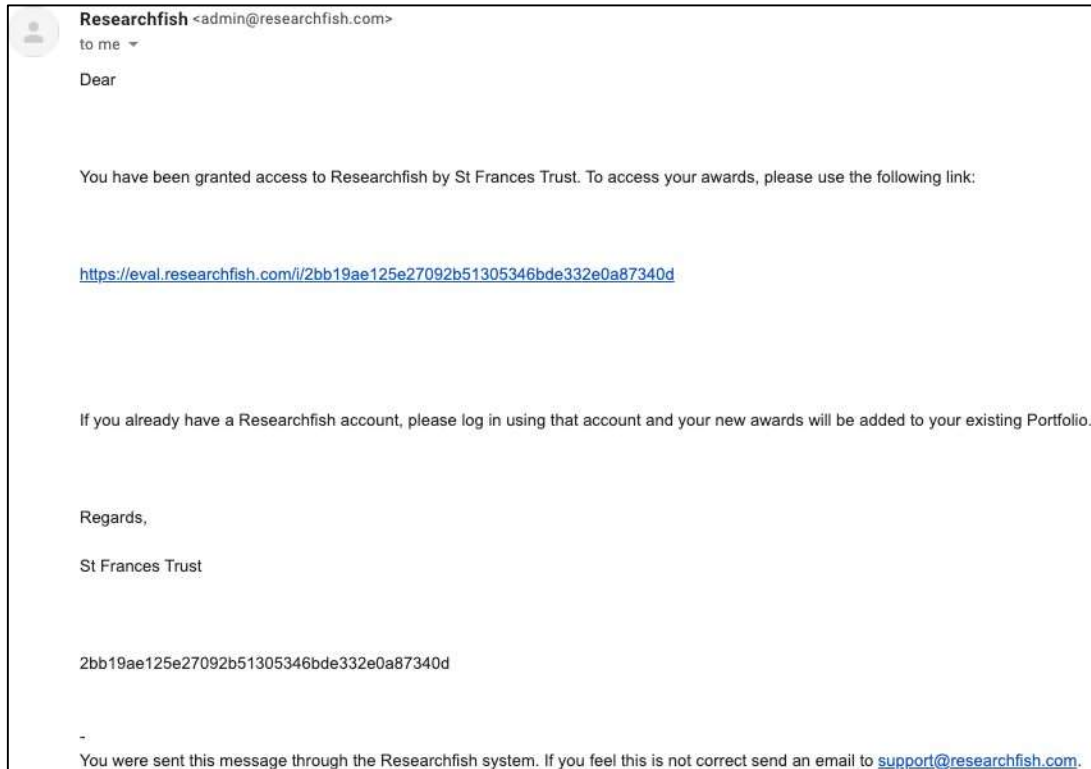 Researchfish <admin@researchfish.com>
to me
Dear
You have been granted access to Researchfish by St Frances Trust. To access your awards, please use the following link:
https://eval.researchfish.com/i/2bb19ae125e27092b51305346bde332e0a87340d
If you already have a Researchfish account, please log in using that account and your new awards will be added to your existing Portfolio.
Regards,
St Frances Trust
2bb19ae125e27092b51305346bde332e0a87340d
-
You were sent this message through the Researchfish system. If you feel this is not correct send an email to support@researchfish.com.